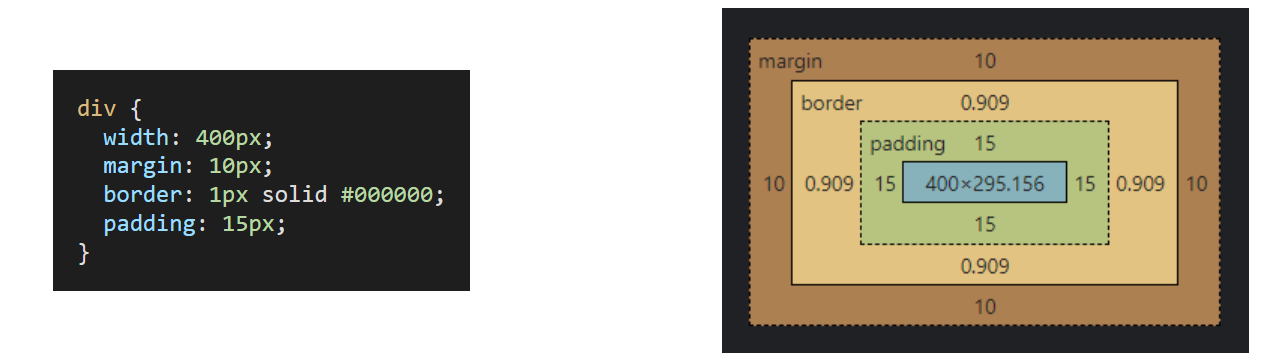 div {
  width: 400px;
  margin: 10px;
  border: 1px solid #000000;
  padding: 15px;
}
margin 10
border 0.909
padding 15
10 0.909 15 400×295.156 15 0.909 10
15
0.909
10